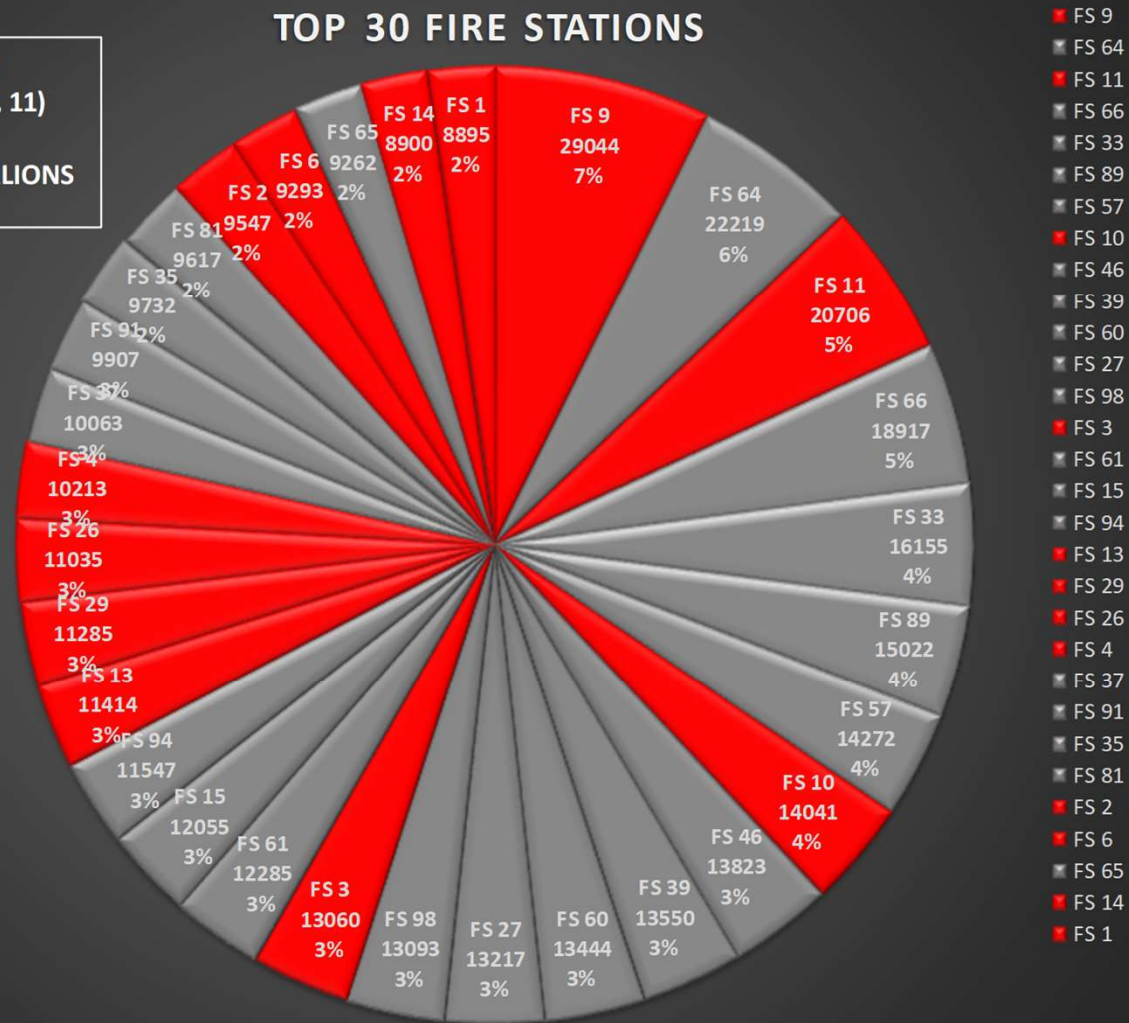 TOP 30 FIRE STATIONS
11)
LIONS
FS 9
29044
7%
FS 64
22219
6%
FS 11
20706
5%
FS 66
18917
5%
FS 33
16155
4%
FS 89
15022
4%
FS 57
14272
4%
FS 10
14041
4%
FS 46
13823
3%
FS 39
13550
3%
FS 60
13444
3%
FS 27
13217
3%
FS 98
13093
3%
FS 3
13060
3%
FS 61
12285
3%
FS 15
12055
3%
FS 94
11547
3%
FS 13
11414
3%
FS 29
11285
3%
FS 26
11035
3%
FS 4
10213
3%
FS 37
10063
3%
FS 91
9907
3%
FS 35
9732
2%
FS 81
9617
2%
FS 2
9547
2%
FS 6
9293
2%
FS 65
9262
2%
FS 14
8900
2%
FS 1
8895
2%
FS 9
FS 64
FS 11
FS 66
FS 33
FS 89
FS 57
FS 10
FS 46
FS 39
FS 60
FS 27
FS 98
FS 3
FS 61
FS 15
FS 94
FS 13
FS 29
FS 26
FS 4
FS 37
FS 91
FS 35
FS 81
FS 2
FS 6
FS 65
FS 14
FS 1